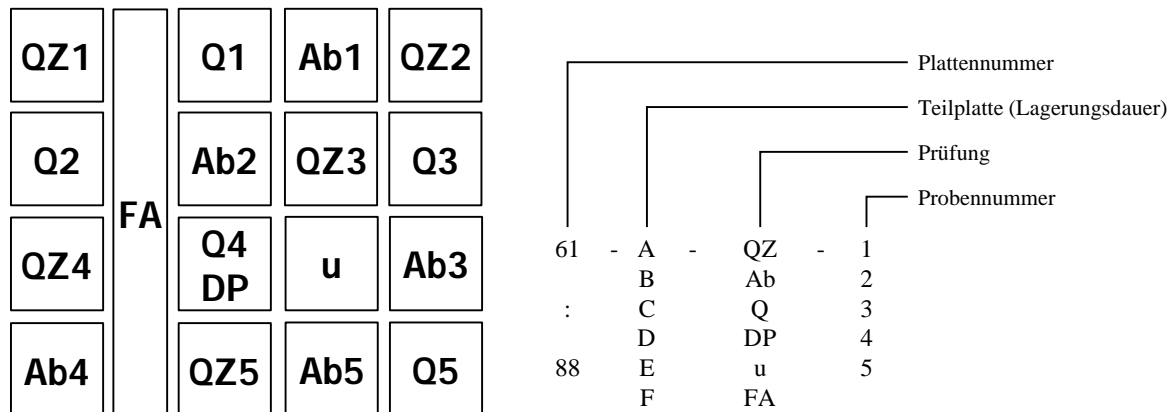 QZ1 Q1 Ab1 QZ2
Q2 Ab2 QZ3 Q3
FA
QZ4 Q4 u Ab3
DP
Ab4 QZ5 Ab5 Q5
Plattennummer
Teilplatte (Lagerungsdauer)
Prüfung
Probennummer
61 - A - QZ - 1
B Ab 2
: C Q 3
D DP 4
88 E u 5
F FA